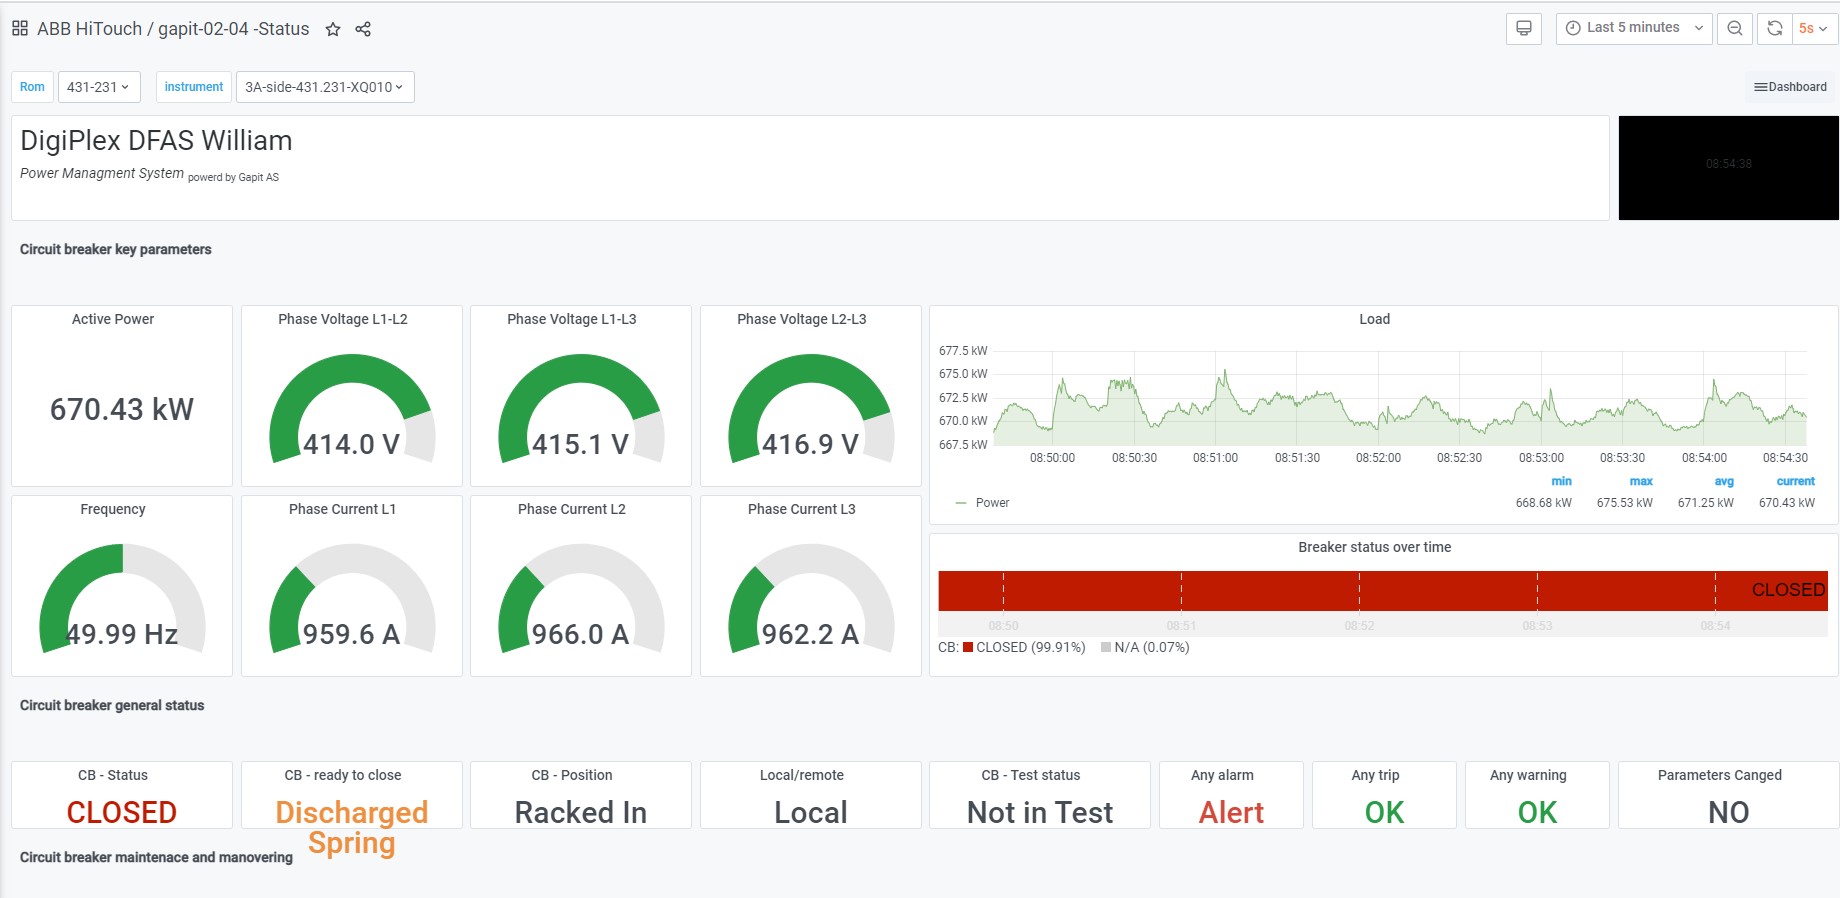 ABB HiTouch / gapit-02-04 -Status
Last 5 minutes
5s
Rom
431-231
instrument
3A-side-431.231-XQ010
Dashboard
DigiPlex DFAS William
Power Managment System powerd by Gapit AS
08:54:38
Circuit breaker key parameters
Active Power
670.43 kW
Phase Voltage L1-L2
414.0 V
Phase Voltage L1-L3
415.1 V
Phase Voltage L2-L3
416.9 V
Load
677.5 kW
675.0 kW
672.5 kW
670.0 kW
667.5 kW
08:50:00 08:50:30 08:51:00 08:51:30 08:52:00 08:52:30 08:53:00 08:53:30 08:54:00 08:54:30
min max avg current
Power 668.68 kW 675.53 kW 671.25 kW 670.43 kW
Frequency
49.99 Hz
Phase Current L1
959.6 A
Phase Current L2
966.0 A
Phase Current L3
962.2 A
Breaker status over time
CLOSED
08:50 08:51 08:52 08:53 08:54
CB: CLOSED (99.91%) N/A (0.07%)
Circuit breaker general status
CB - Status
CLOSED
CB - ready to close
Discharged
Spring
CB - Position
Racked In
Local/remote
Local
CB - Test status
Not in Test
Any alarm
Alert
Any trip
OK
Any warning
OK
Parameters Canged
NO
Circuit breaker maintenace and manovering